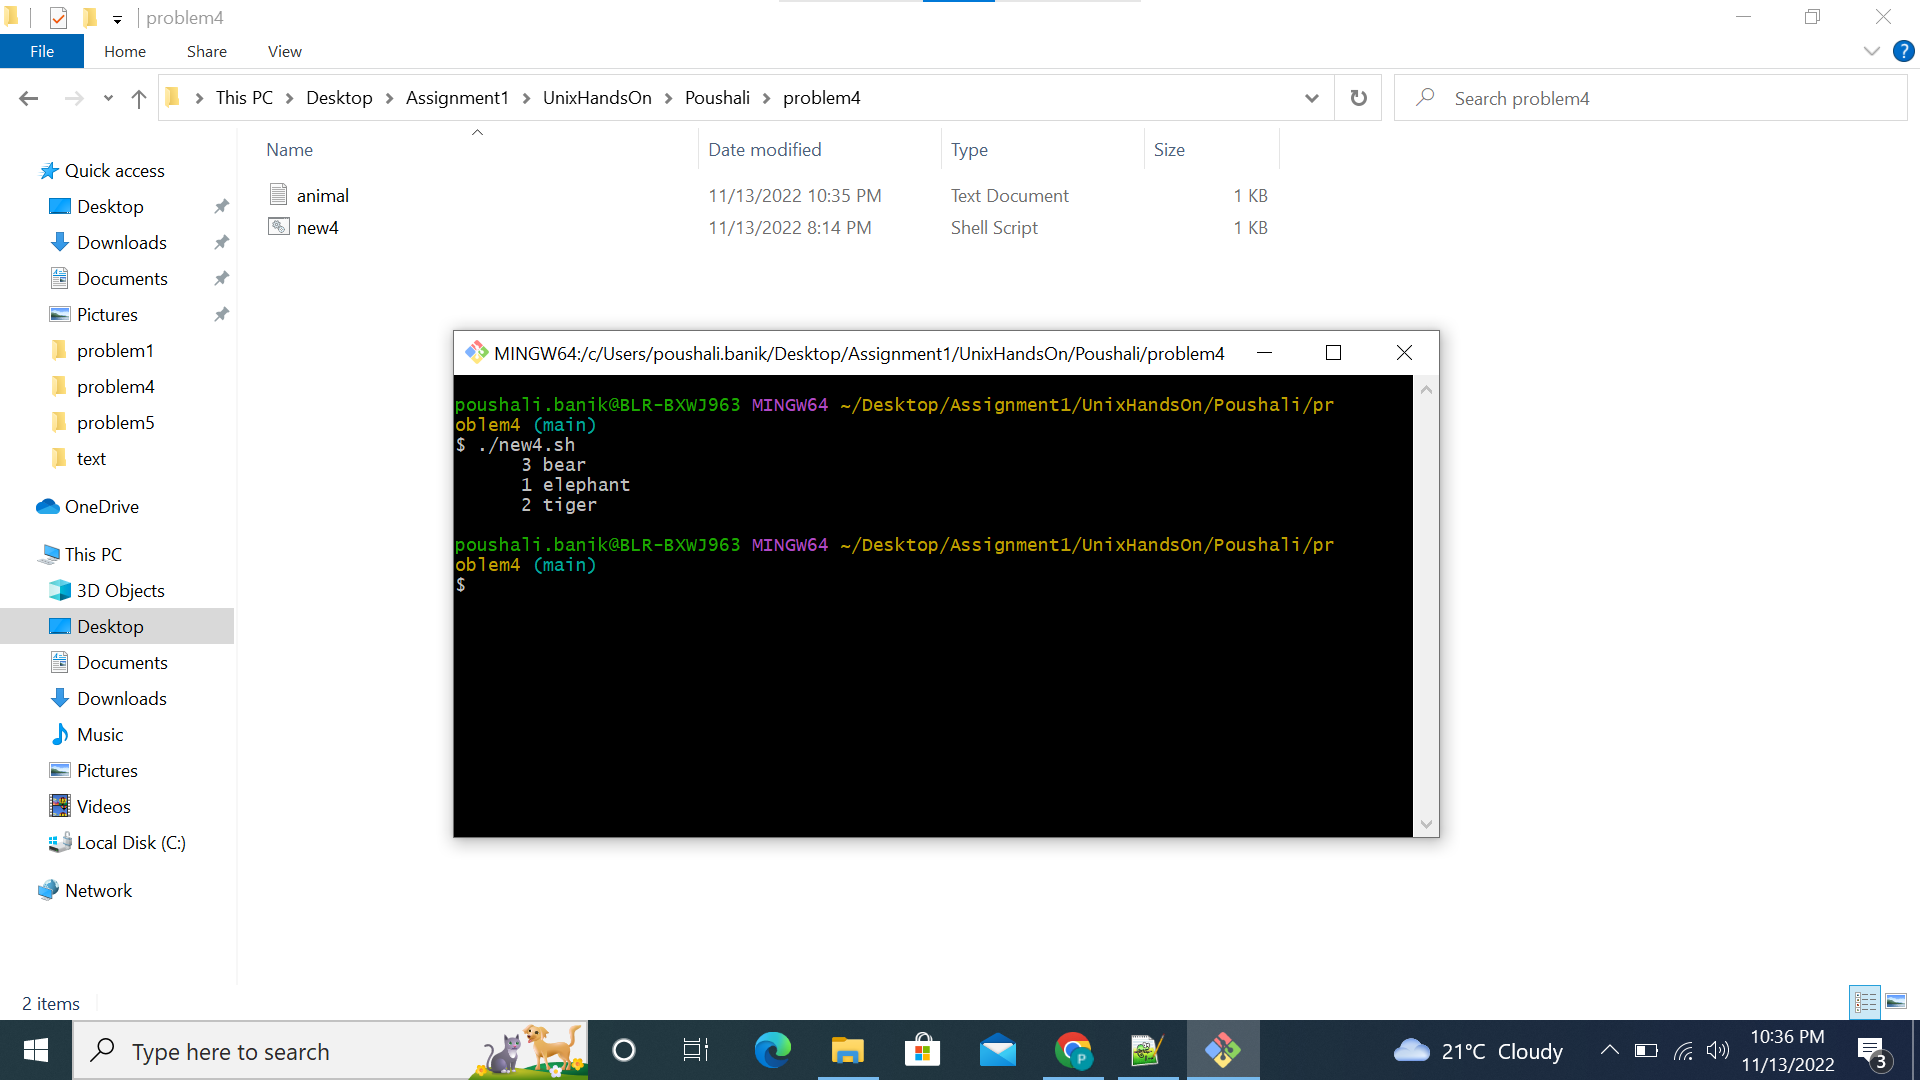 problem4
File Home Share View
This PC Desktop Assignment1 UnixHandsOn Poushali problem4
Search problem4
Name Date modified Type Size
animal 11/13/2022 10:35 PM Text Document 1 KB
new4 11/13/2022 8:14 PM Shell Script 1 KB
Quick access
Desktop
Downloads
Documents
Pictures
problem1
problem4
problem5
text
OneDrive
This PC
3D Objects
Desktop
Documents
Downloads
Music
Pictures
Videos
Local Disk (C:)
Network
MINGW64:/c/Users/poushali.banik/Desktop/Assignment1/UnixHandsOn/Poushali/problem4
poushali.banik@BLR-BXWJ963 MINGW64 ~/Desktop/Assignment1/UnixHandsOn/Poushali/pr
oblem4 (main)
$ ./new4.sh
3 bear
1 elephant
2 tiger
poushali.banik@BLR-BXWJ963 MINGW64 ~/Desktop/Assignment1/UnixHandsOn/Poushali/pr
oblem4 (main)
$
2 items
Type here to search
P
21°C Cloudy
10:36 PM
11/13/2022
3